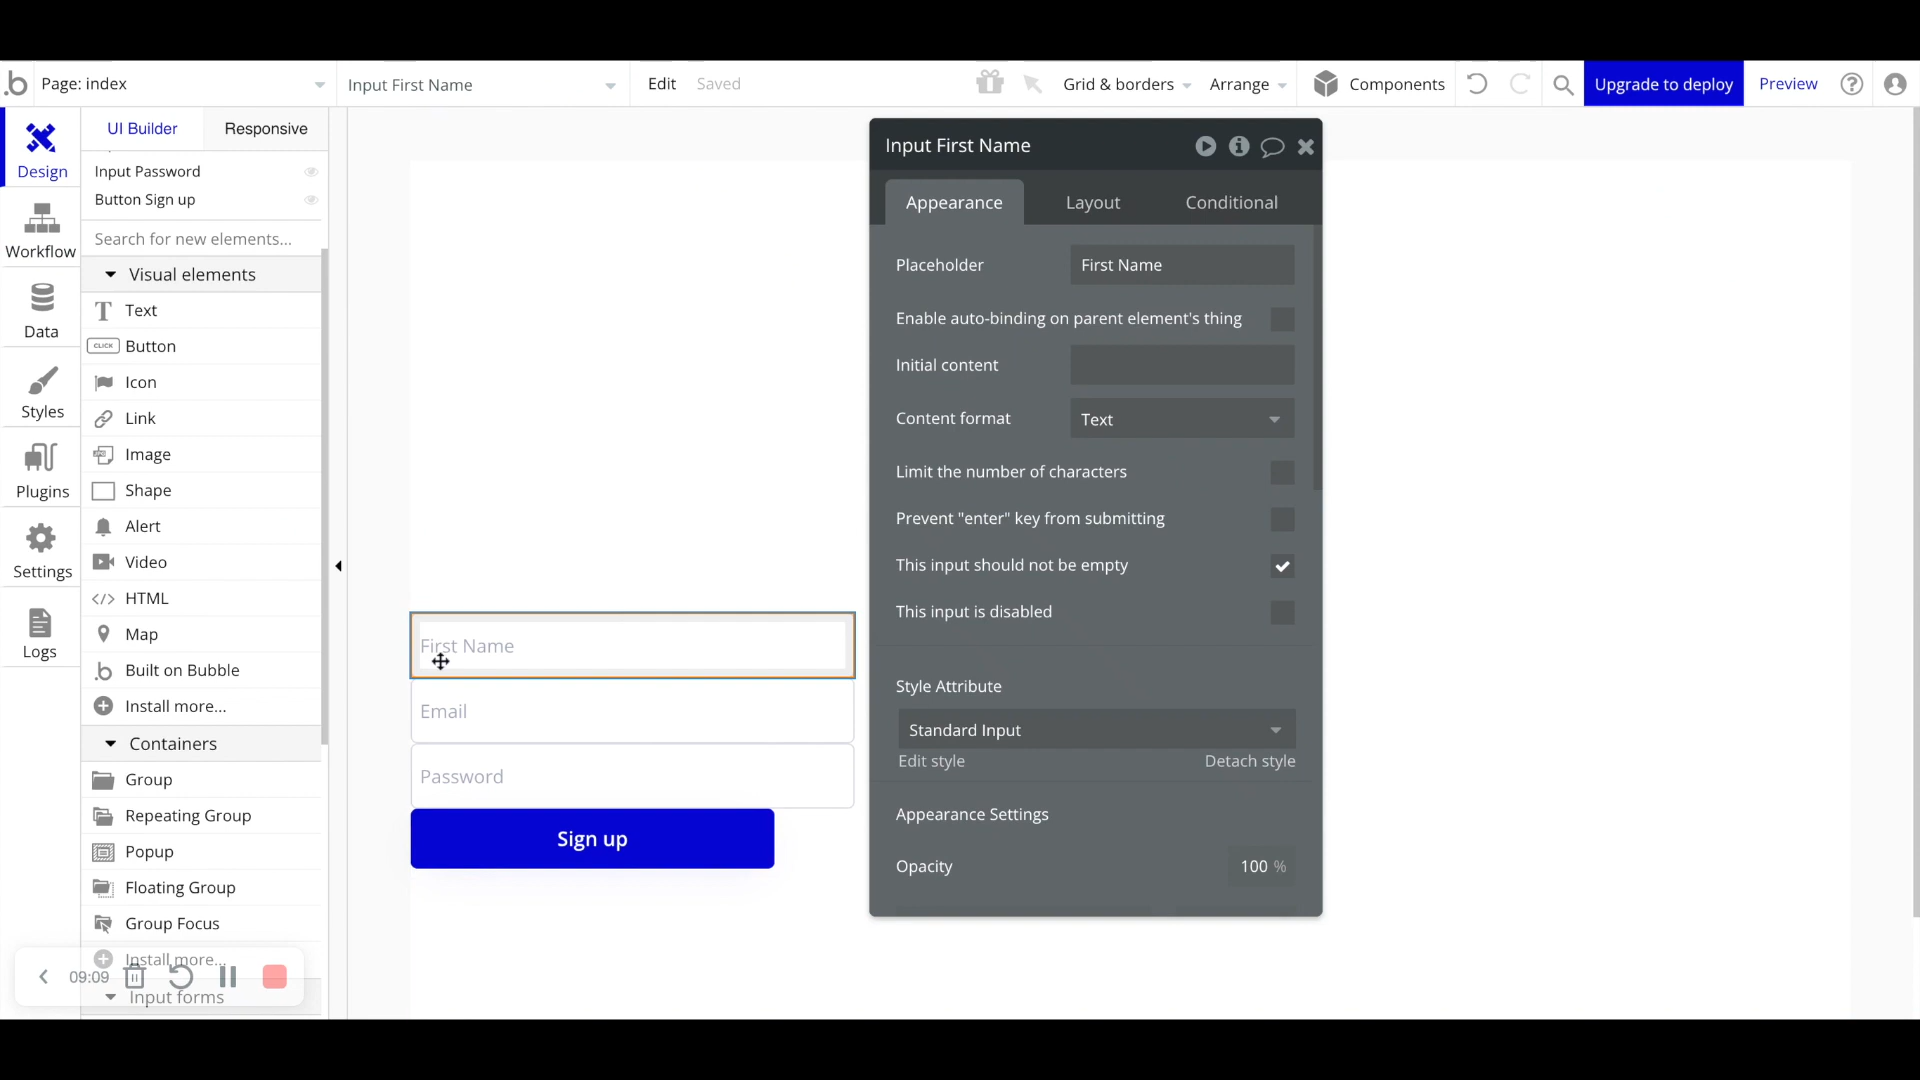 Page: index
Input First Name
Edit
Saved
Grid & borders
Arrange
Components
Upgrade to deploy
Preview
UI Builder
Responsive
Design
Workflow
Data
Styles
Plugins
Settings
Logs
Input Password
Button Sign up
Search for new elements...
Visual elements
Text
CLICK
Button
Icon
Link
Image
Shape
Alert
Video
HTML
Map
Built on Bubble
Install more...
Containers
Group
Repeating Group
Popup
Floating Group
Group Focus
Install more...
09:09
Input forms
First Name
Email
Password
Sign up
Input First Name
Appearance
Layout
Conditional
Placeholder
First Name
Enable auto-binding on parent element's thing
Initial content
Content format
Text
Limit the number of characters
Prevent "enter" key from submitting
This input should not be empty
This input is disabled
Style Attribute
Standard Input
Edit style
Detach style
Appearance Settings
Opacity
100 %